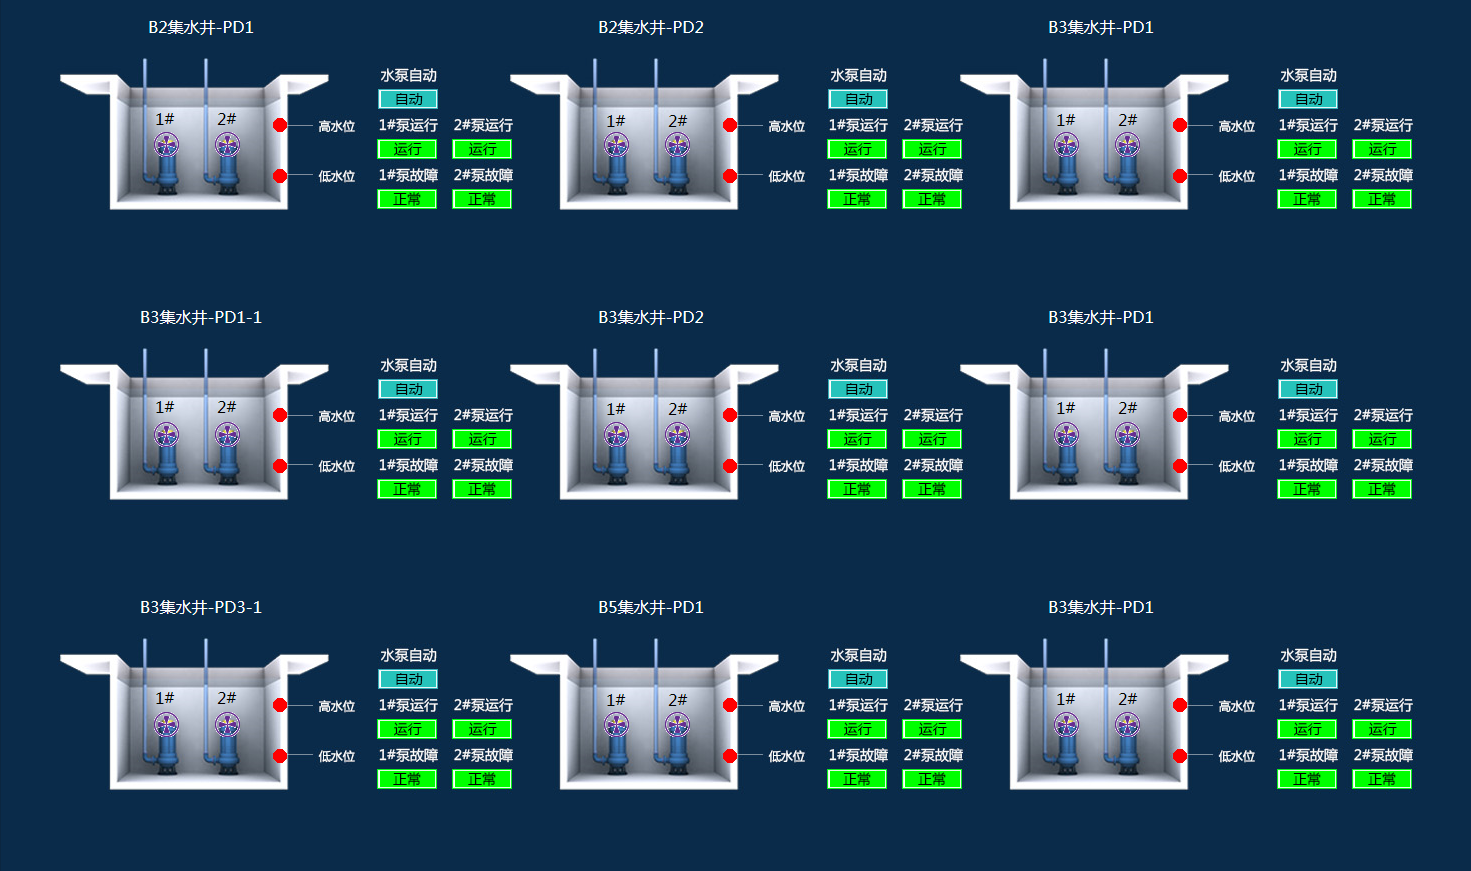 B2集水井-PD1
水泵自动
自动
1#
2#
高水位
1#泵运行 2#泵运行
运行 运行
低水位
1#泵故障 2#泵故障
正常 正常
B2集水井-PD2
水泵自动
自动
1#
2#
高水位
1#泵运行 2#泵运行
运行 运行
低水位
1#泵故障 2#泵故障
正常 正常
B3集水井-PD1
水泵自动
自动
1#
2#
高水位
1#泵运行 2#泵运行
运行 运行
低水位
1#泵故障 2#泵故障
正常 正常
B3集水井-PD1-1
水泵自动
自动
1#
2#
高水位
1#泵运行 2#泵运行
运行 运行
低水位
1#泵故障 2#泵故障
正常 正常
B3集水井-PD2
水泵自动
自动
1#
2#
高水位
1#泵运行 2#泵运行
运行 运行
低水位
1#泵故障 2#泵故障
正常 正常
B3集水井-PD1
水泵自动
自动
1#
2#
高水位
1#泵运行 2#泵运行
运行 运行
低水位
1#泵故障 2#泵故障
正常 正常
B3集水井-PD3-1
水泵自动
自动
1#
2#
高水位
1#泵运行 2#泵运行
运行 运行
低水位
1#泵故障 2#泵故障
正常 正常
B5集水井-PD1
水泵自动
自动
1#
2#
高水位
1#泵运行 2#泵运行
运行 运行
低水位
1#泵故障 2#泵故障
正常 正常
B3集水井-PD1
水泵自动
自动
1#
2#
高水位
1#泵运行 2#泵运行
运行 运行
低水位
1#泵故障 2#泵故障
正常 正常